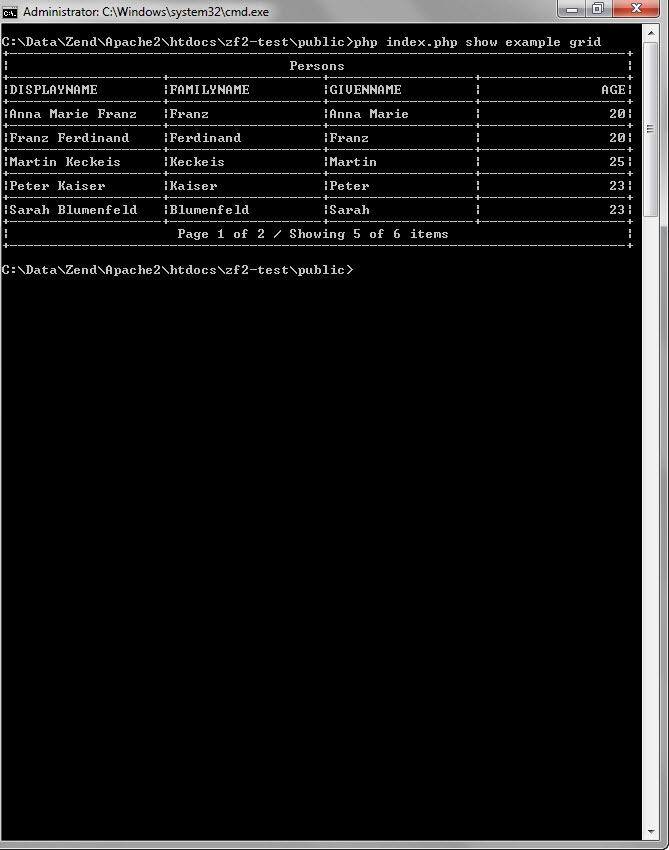 Administrator: C:\Windows\system32\cmd.exe
C:\Data\Zend\Apache2\htdocs\zf2-test\public>php index.php show example grid
Persons
DISPLAYNAME FAMILYNAME GIVENNAME AGE
Anna Marie Franz Franz Anna Marie 20
Franz Ferdinand Ferdinand Franz 20
Martin Keckeis Keckeis Martin 25
Peter Kaiser Kaiser Peter 23
Sarah Blumenfeld Blumenfeld Sarah 23
Page 1 of 2 / Showing 5 of 6 items
C:\Data\Zend\Apache2\htdocs\zf2-test\public>